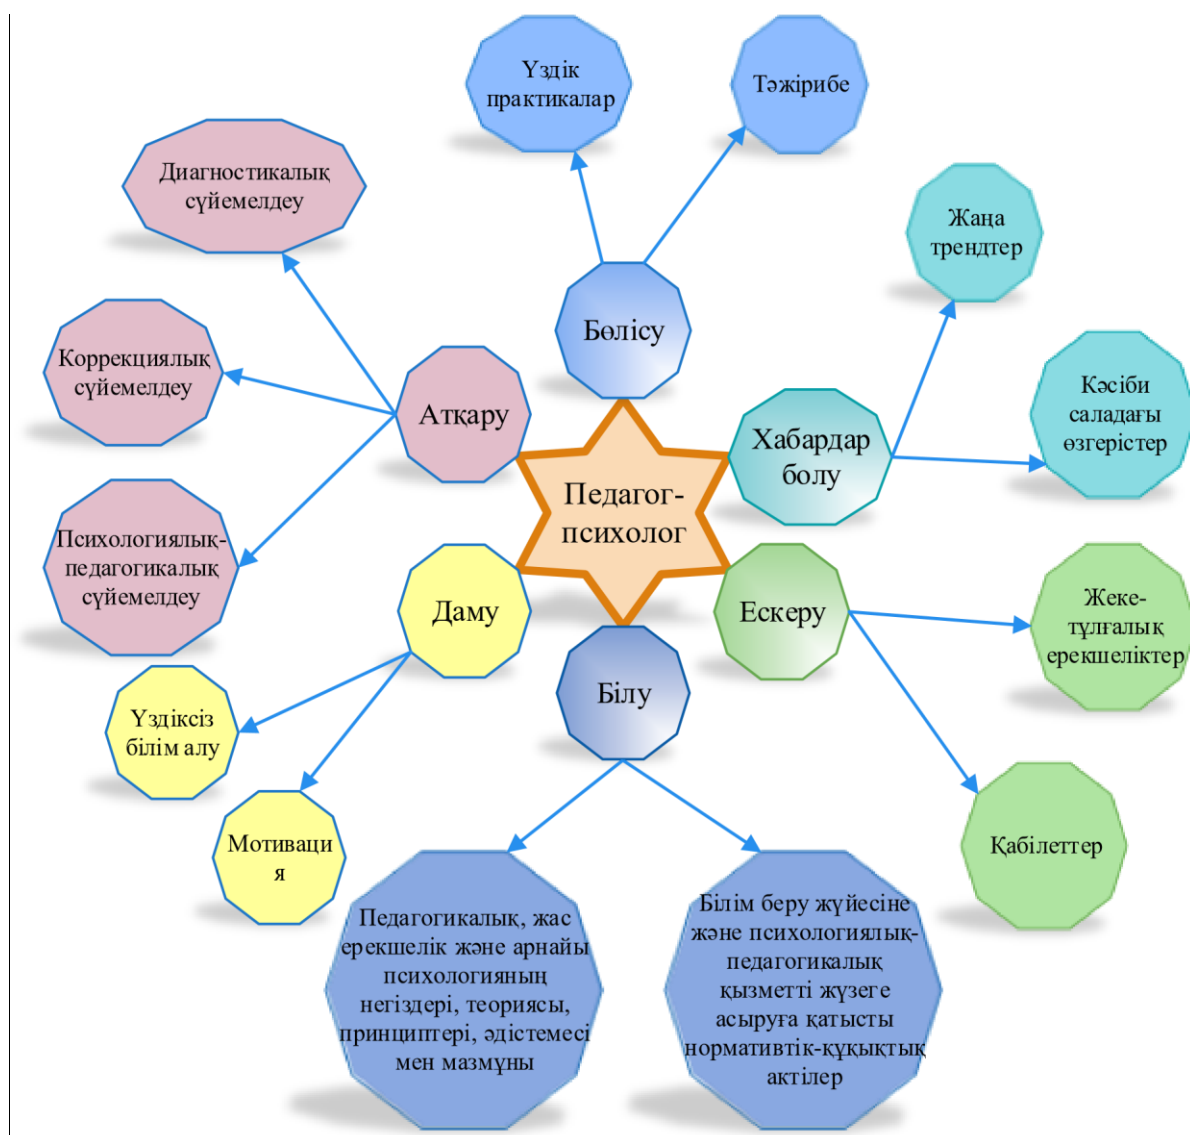 Үздік
практикалар
Тәжірибе
Диагностикалық
сүйемелдеу
Жаңа
трендтер
Бөлісу
Коррекциялық
сүйемелдеу
Атқару
Хабардар
болу
Кәсіби
саладағы
өзгерістер
Педагог-
психолог
Психологиялық-
педагогикалық
сүйемелдеу
Даму
Ескеру
Жеке-
тұлғалық
ерекшеліктер
Білу
Үздіксіз
білім алу
Мотивац
ия
Қабілеттер
Педагогикалық, жас
ерекшелік және арнайы
психологияның
негіздері, теориясы,
принциптері, әдістемесі
мен мазмұны
Білім беру жүйесіне
және психологиялық-
педагогикалық
қызметті жүзеге
асыруға қатысты
нормативтік-құқықтық
актілер